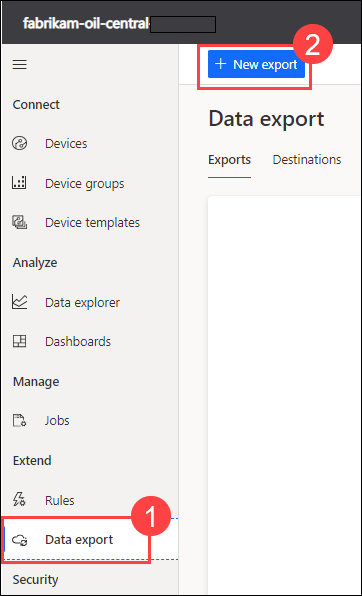 fabrikam-oil-central-
2
+ New export
Connect
Data export
Devices
Exports
Destinations
Device groups
Device templates
Analyze
Data explorer
Dashboards
Manage
Jobs
Extend
1
Rules
Data export
Security